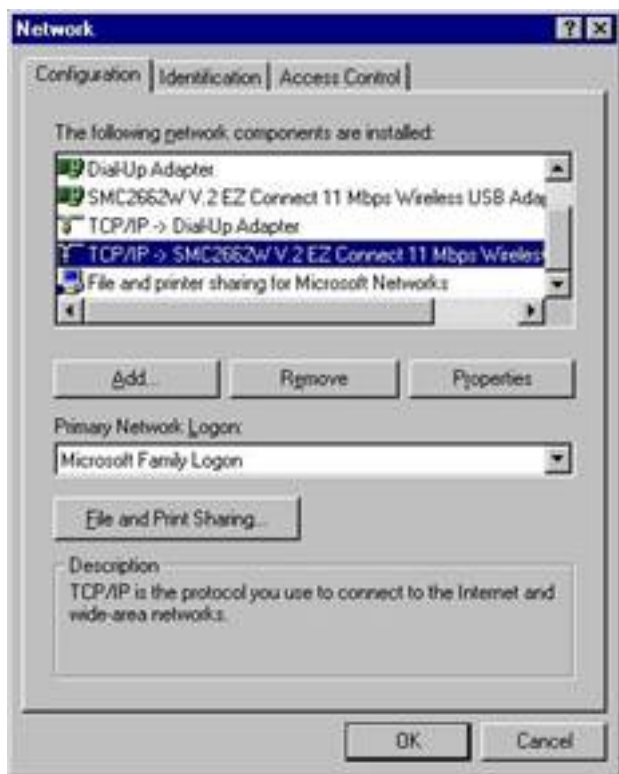 Network
Configuration Identification Access Control
The following network components are installed:
Dial-Up Adapter
SMC2662W V.2 EZ Connect 11 Mbps Wireless USB Adap
TCP/IP -> Dial-Up Adapter
TCP/IP -> SMC2662W V.2 EZ Connect 11 Mbps Wireles
File and printer sharing for Microsoft Networks
Add... Remove Properties
Primary Network Logon:
Microsoft Family Logon
File and Print Sharing...
Description
TCP/IP is the protocol you use to connect to the Internet and
wide-area networks.
OK Cancel